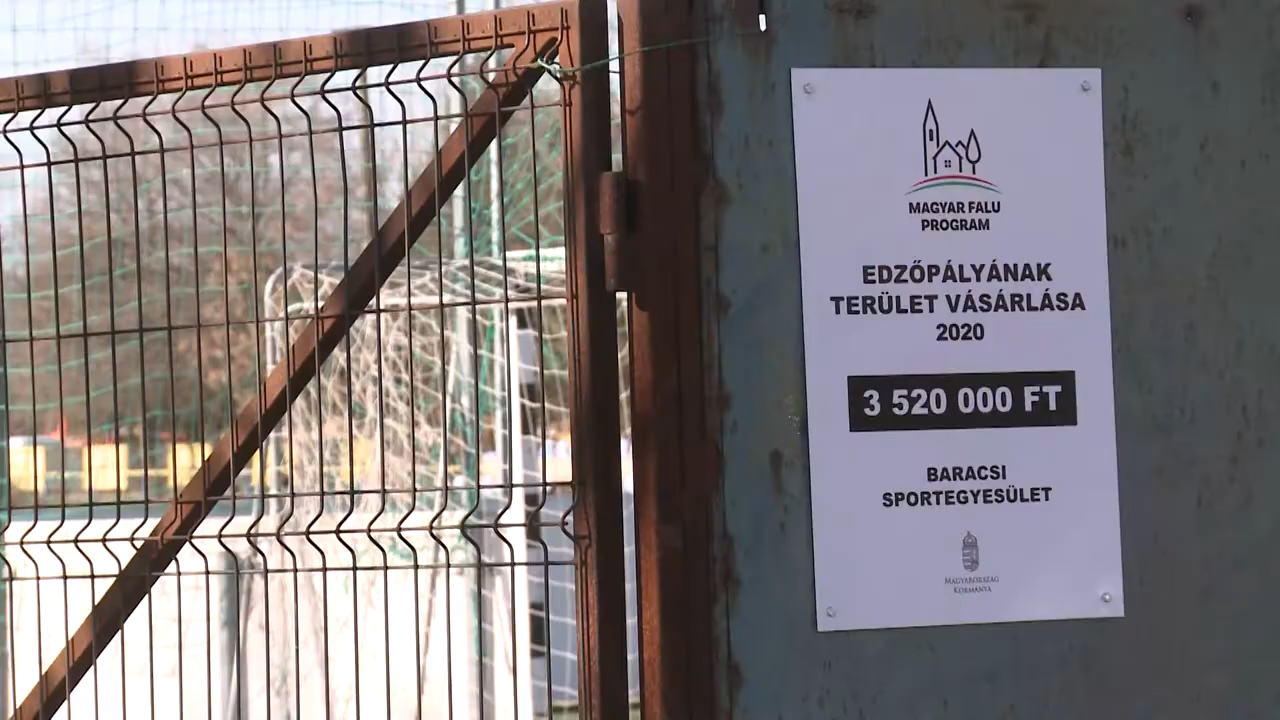 MAGYAR FALU
PROGRAM
EDZŐPÁLYÁNAK
TERÜLET VÁSÁRLÁSA
2020
3 520 000 FT
BARACSI
SPORTEGYESÜLET
MAGYARORSZÁG
KORMÁNYA